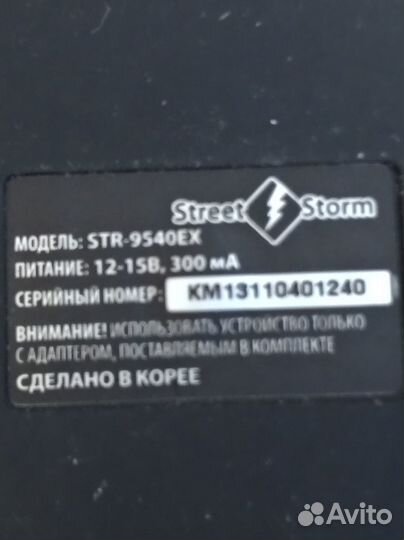 Street Storm
МОДЕЛЬ: STR-9540EX
ПИТАНИЕ: 12-15В, 300 мА
СЕРИЙНЫЙ НОМЕР: KM13110401240
ВНИМАНИЕ! ИСПОЛЬЗОВАТЬ УСТРОЙСТВО ТОЛЬКО
С АДАПТЕРОМ, ПОСТАВЛЯЕМЫМ В КОМПЛЕКТЕ
СДЕЛАНО В КОРЕЕ
Avito